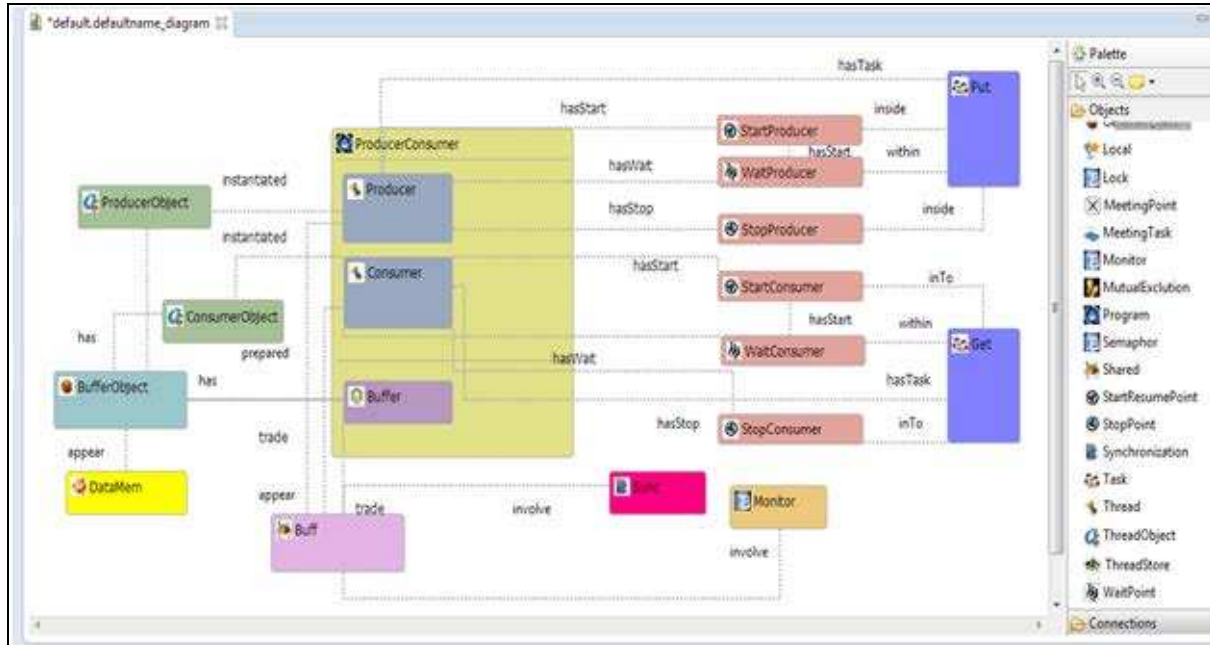 *default.defaultname_diagram
Palette
Objects
Local
Lock
MeetingPoint
MeetingTask
Monitor
MutualExclution
Program
Semaphor
Shared
StartResumePoint
StopPoint
Synchronization
Task
Thread
ThreadObject
ThreadStore
WaitPoint
Connections
hasTask
Put
hasStart
inside
ProducerConsumer
StartProducer
hasStart
within
hasWait
WaitProducer
instantated
Producer
ProducerObject
hasStop
inside
StopProducer
instantated
hasStart
Consumer
inTo
StartConsumer
ConsumerObject
hasStart
within
has
prepared
hasWait
WaitConsumer
Get
BufferObject
has
hasTask
Buffer
trade
hasStop
StopConsumer
inTo
appear
DataMem
Sync
appear
trade
involve
Monitor
Buff
involve